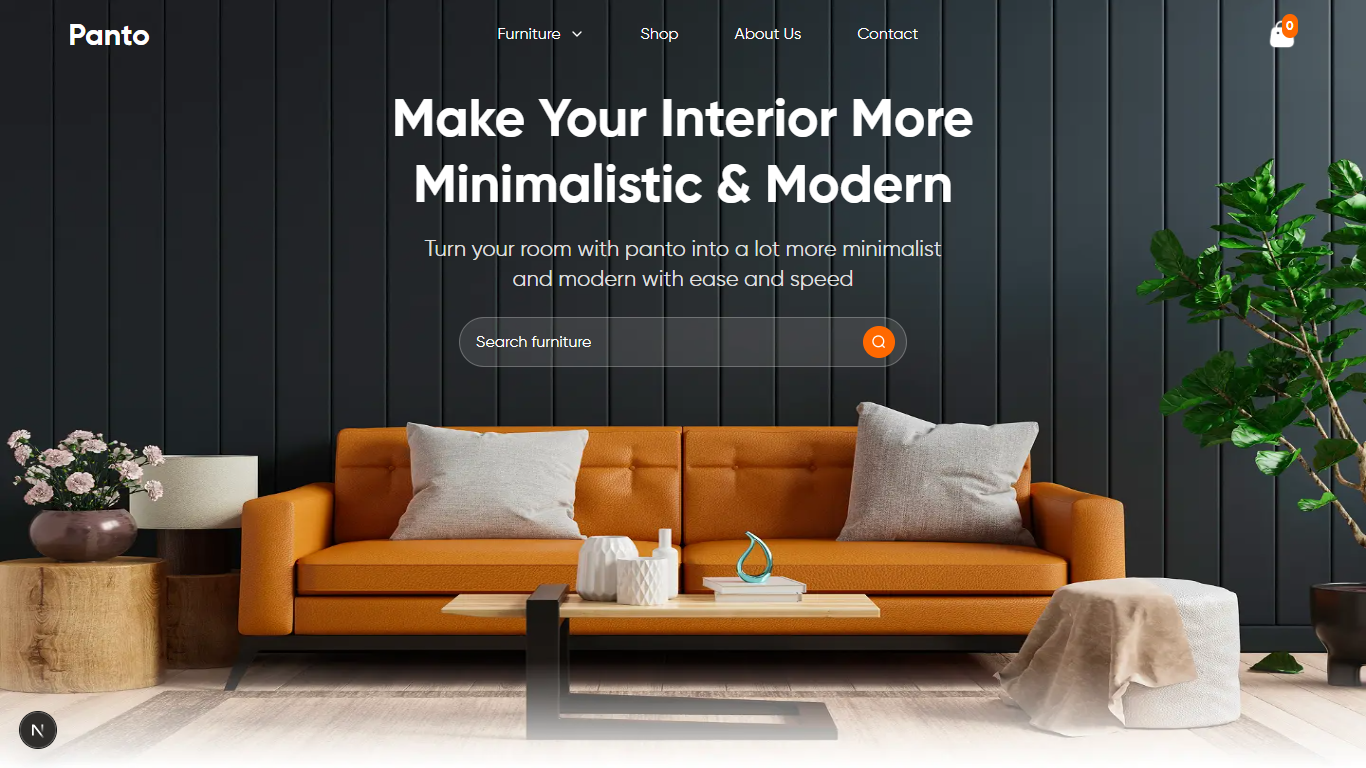 Panto
Furniture
Shop
About Us
Contact
0
Make Your Interior More
Minimalistic & Modern
Turn your room with panto into a lot more minimalist
and modern with ease and speed
Search furniture
N